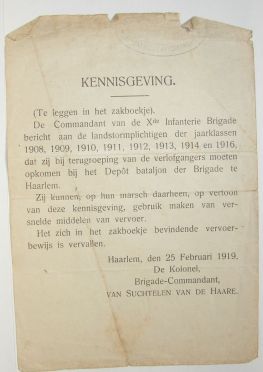 KENNISGEVING.
(Te leggen in het zakboekje).
De Commandant van de Xde Infanterie Brigade
bericht aan de landstormplichtigen der jaarklassen
1908, 1909, 1910, 1911, 1912, 1913, 1914 en 1916,
dat zij bij terugroeping van de verlofgangers moeten
opkomen bij het Depôt bataljon der Brigade te
Haarlem.
Zij kunnen, op hun marsch daarheen, op vertoon
van deze kennisgeving, gebruik maken van ver-
snelde middelen van vervoer.
Het zich in het zakboekje bevindende vervoer-
bewijs is vervallen.
Haarlem, den 25 Februari 1919.
De Kolonel,
Brigade-Commandant,
VAN SUCHTELEN VAN DE HAARE.